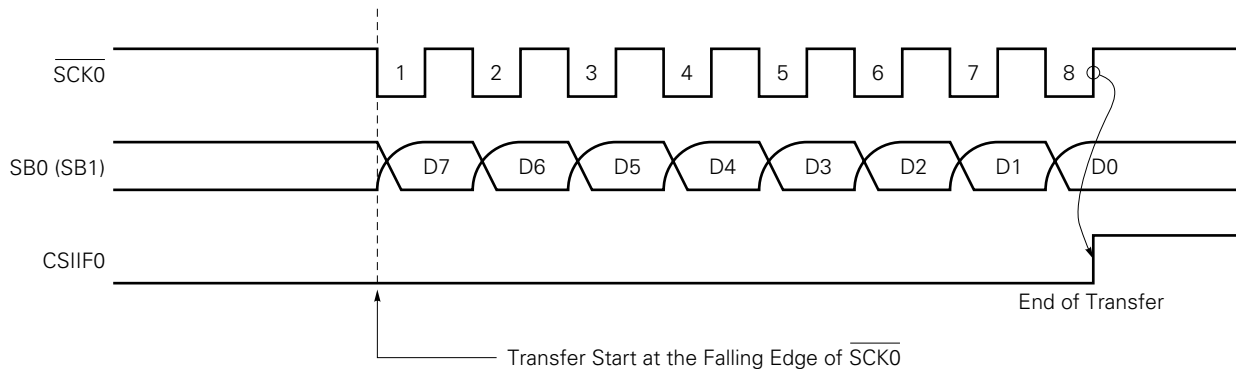 SCK0
1 2 3 4 5 6 7 8
SB0 (SB1)
D7 D6 D5 D4 D3 D2 D1 D0
CSIIF0
End of Transfer
Transfer Start at the Falling Edge of SCK0